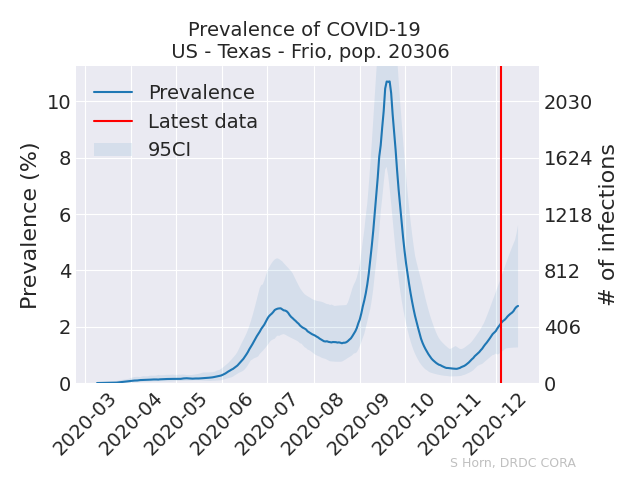 Prevalence of COVID-19
US - Texas - Frio, pop. 20306
Prevalence
Latest data
95CI
Prevalence (%)
10
8
6
4
2
0
2030
1624
1218
812
406
0
# of infections
2020-03
2020-04
2020-05
2020-06
2020-07
2020-08
2020-09
2020-10
2020-11
2020-12
S Horn, DRDC CORA